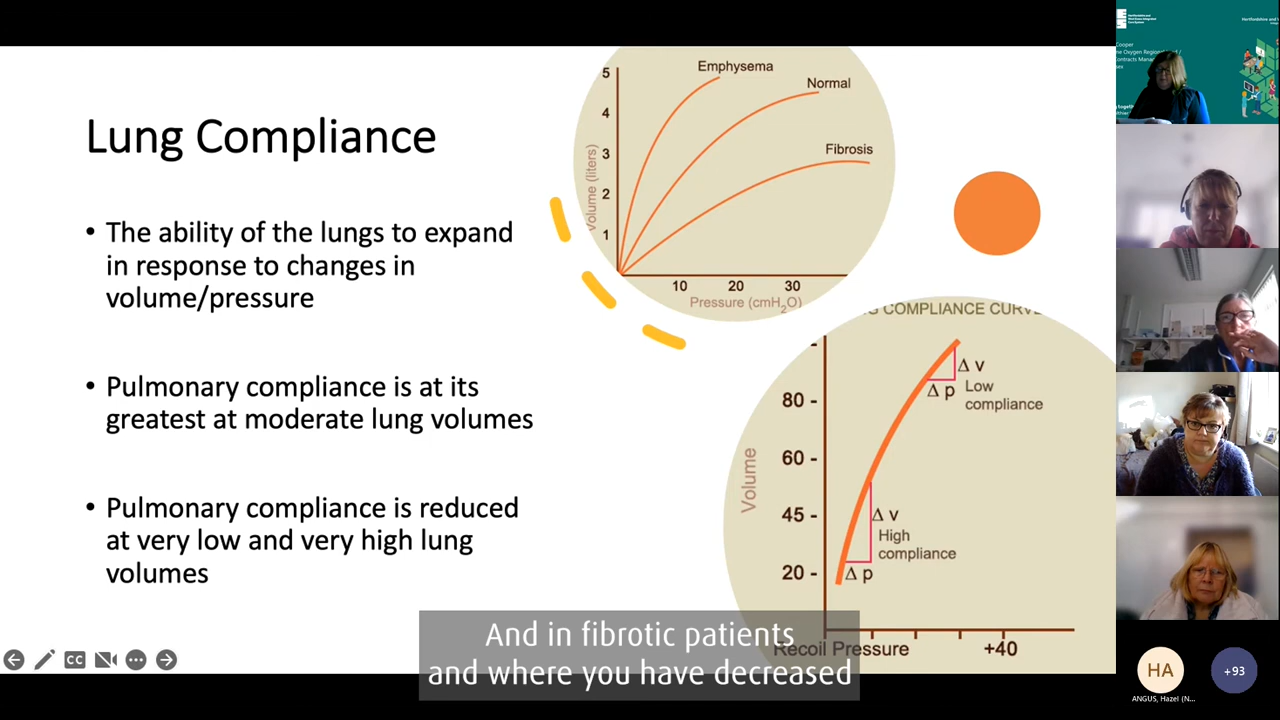 Lung Compliance
• The ability of the lungs to expand
in response to changes in
volume/pressure
• Pulmonary compliance is at its
greatest at moderate lung volumes
• Pulmonary compliance is reduced
at very low and very high lung
volumes
5
4
3
2
1
Volume (liters)
Emphysema
Normal
Fibrosis
10 20 30
Pressure (cmH₂O)
COMPLIANCE CURV
80 -
60 -
45 -
20 -
Volume
Δ v
Δ p
Low
compliance
Δ v
High
compliance
Δ p
Recoil Pressure
+40
CC
And in fibrotic patients
and where you have decreased
Cooper
Oxygen Regional
HA
+93
ANGUS, Hazel (N...